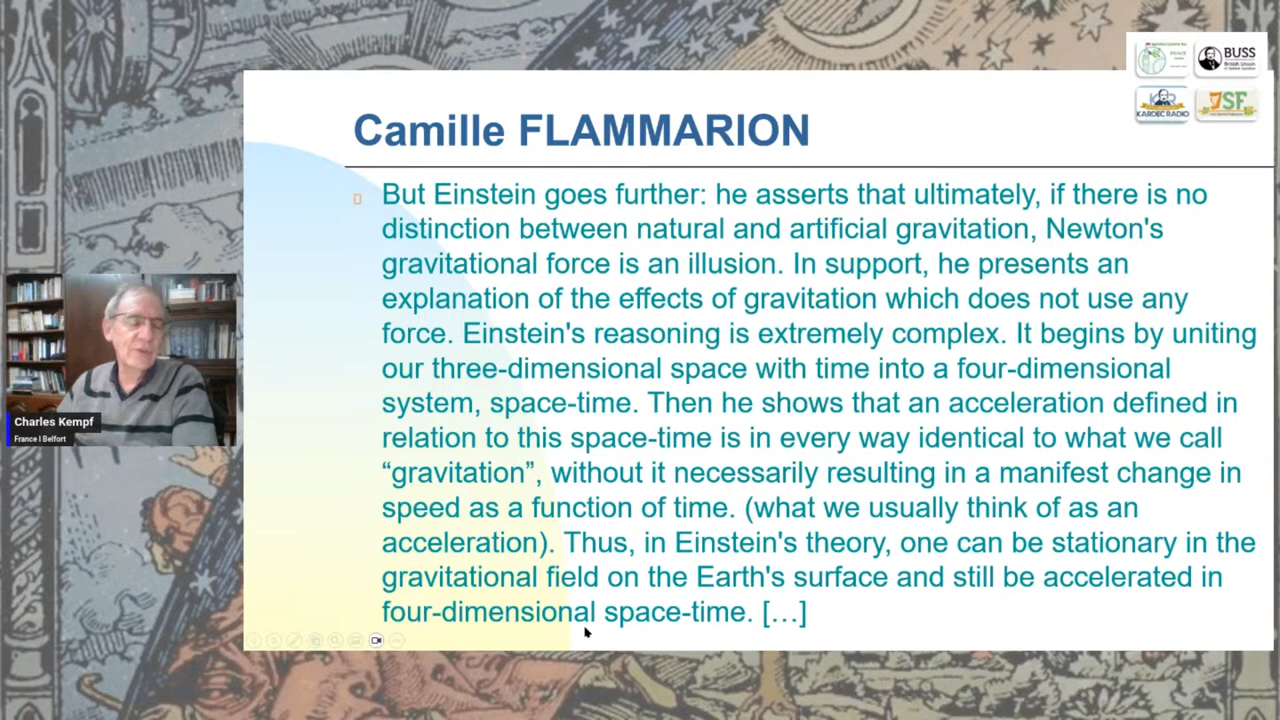 BUSS
KARDEC RADIO
Camille FLAMMARION
But Einstein goes further: he asserts that ultimately, if there is no
distinction between natural and artificial gravitation, Newton's
gravitational force is an illusion. In support, he presents an
explanation of the effects of gravitation which does not use any
force. Einstein's reasoning is extremely complex. It begins by uniting
our three-dimensional space with time into a four-dimensional
system, space-time. Then he shows that an acceleration defined in
relation to this space-time is in every way identical to what we call
“gravitation”, without it necessarily resulting in a manifest change in
speed as a function of time. (what we usually think of as an
acceleration). Thus, in Einstein's theory, one can be stationary in the
gravitational field on the Earth's surface and still be accelerated in
four-dimensional space-time. […]
Charles Kempf
France I Belfort